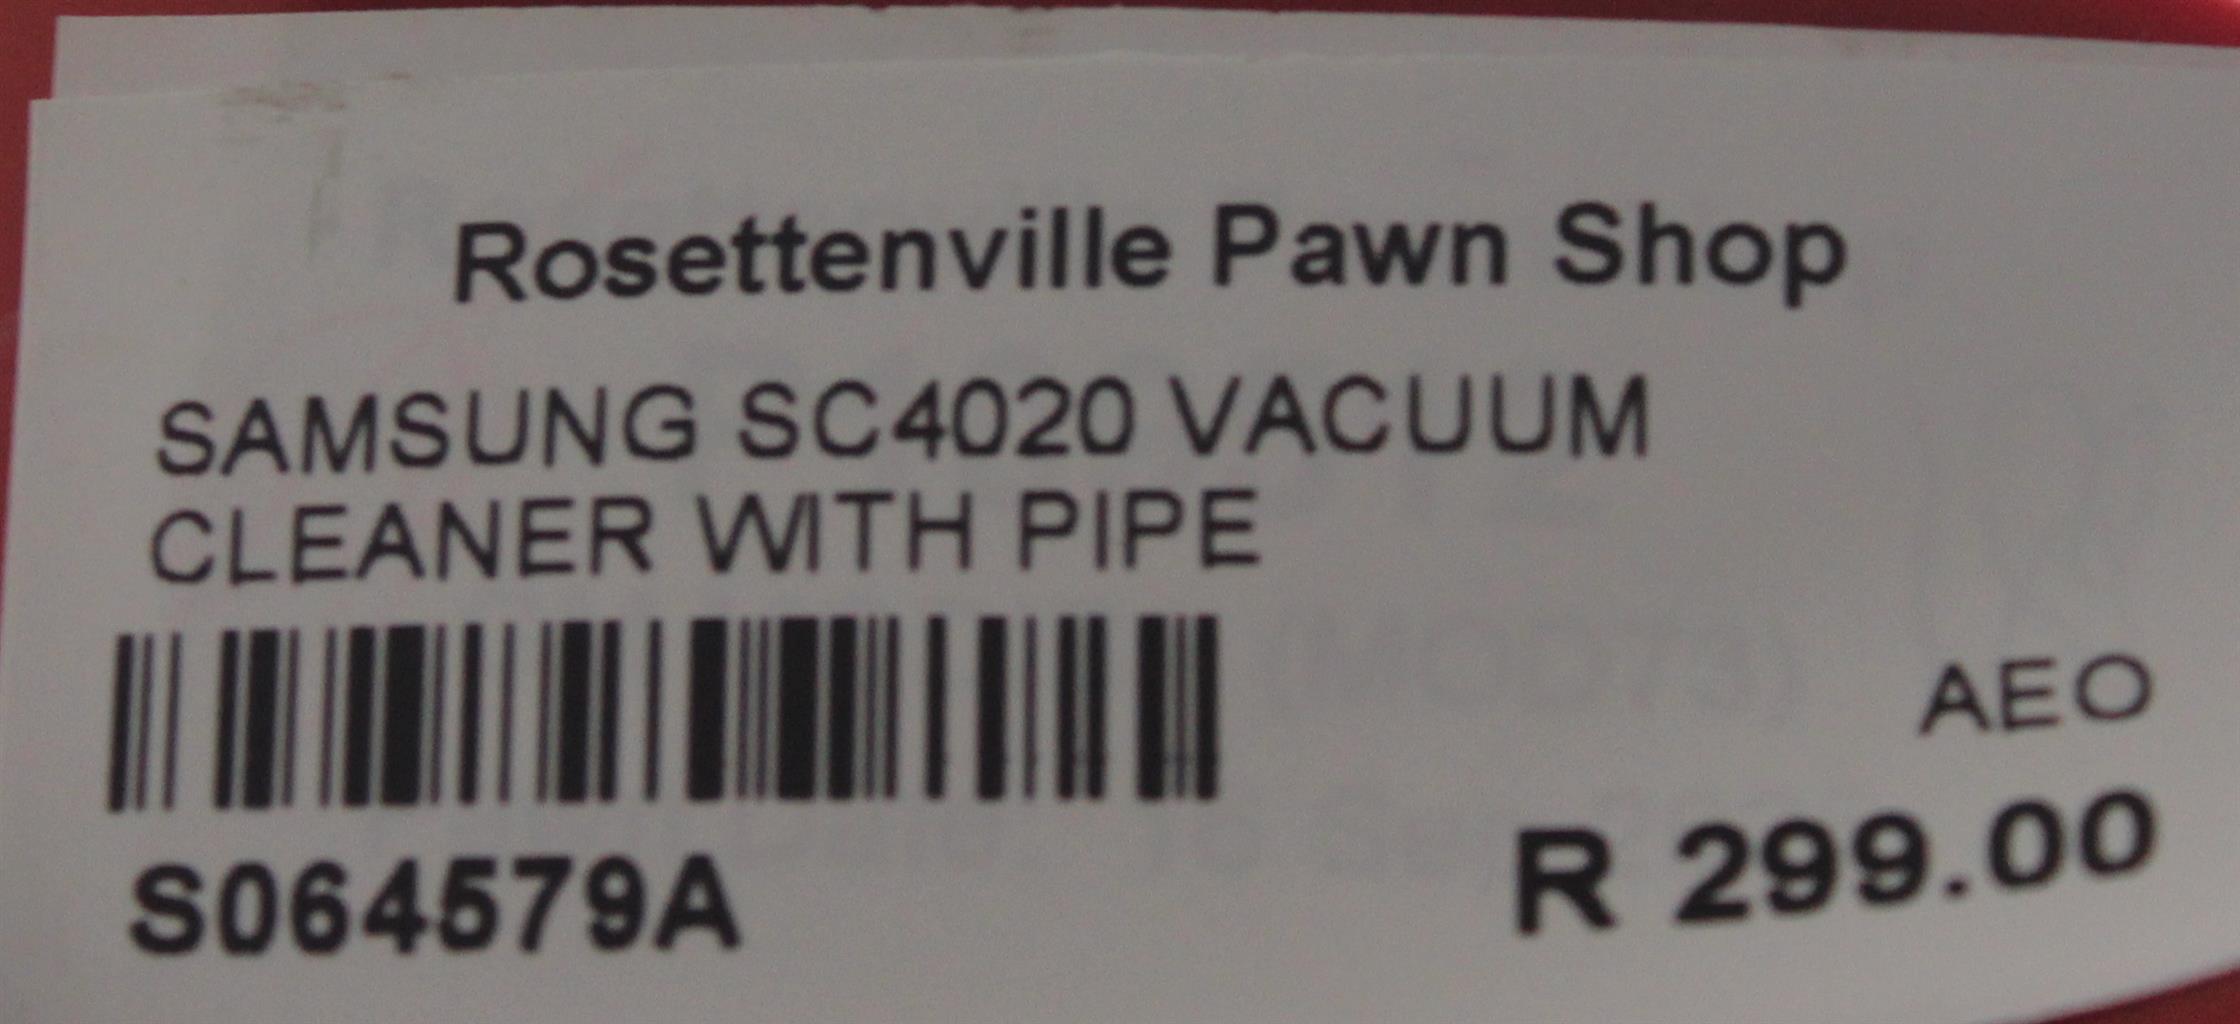 Rosettenville Pawn Shop
SAMSUNG SC4020 VACUUM
CLEANER WITH PIPE
AEO
S064579A
R 299.00